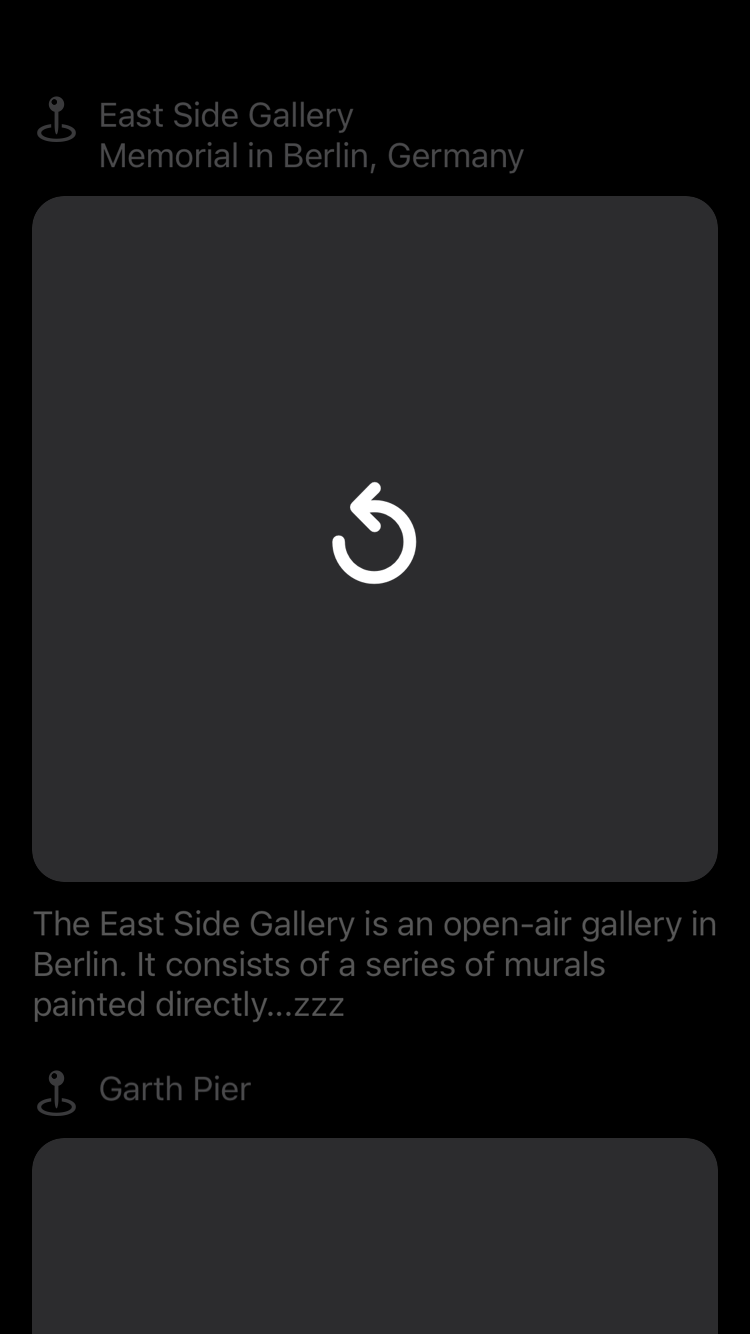 East Side Gallery
Memorial in Berlin, Germany
The East Side Gallery is an open-air gallery in
Berlin. It consists of a series of murals
painted directly...zzz
Garth Pier